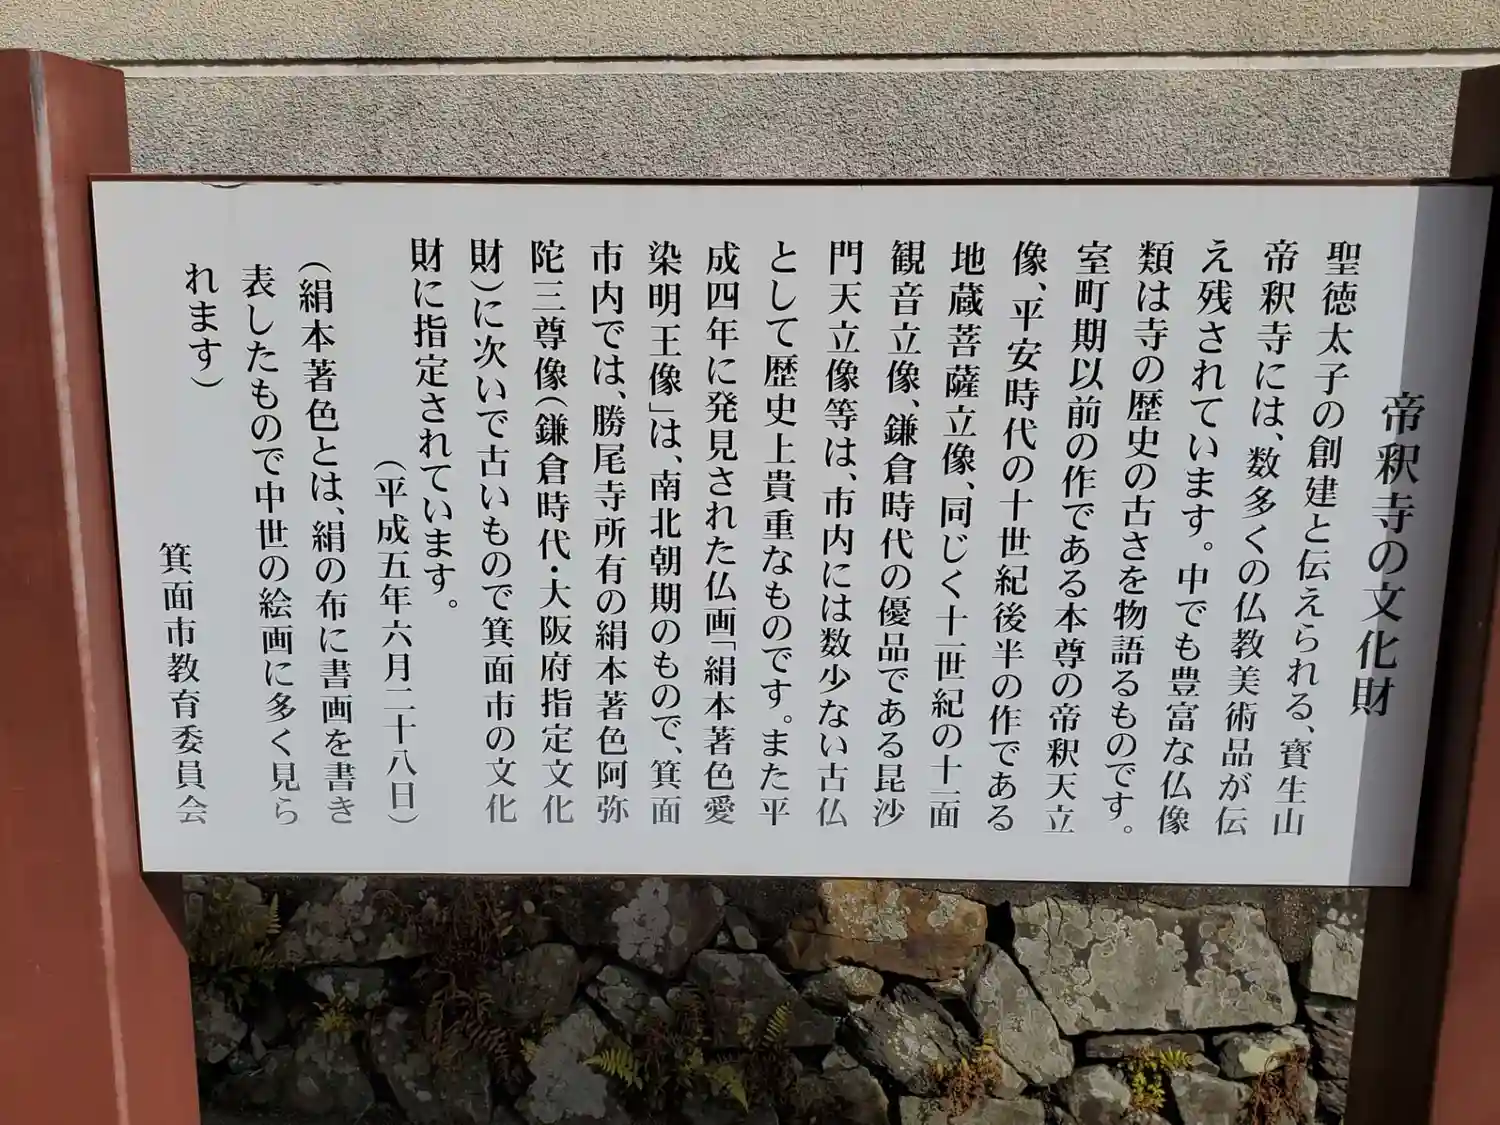 帝釈寺の文化財
聖徳太子の創建と伝えられる、寳生山
帝釈寺には、数多くの仏教美術品が伝
え残されています。中でも豊富な仏像
類は寺の歴史の古さを物語るものです。
室町期以前の作である本尊の帝釈天立
像、平安時代の十世紀後半の作である
地蔵菩薩立像、同じく十一世紀の十一面
観音立像、鎌倉時代の優品である昆沙
門天立像等は、市内には数少ない古仏
として歴史上貴重なものです。また平
成四年に発見された仏画「絹本著色愛
染明王像」は、南北朝期のもので、箕面
市内では、勝尾寺所有の絹本著色阿弥
陀三尊像(鎌倉時代・大阪府指定文化
財)に次いで古いもので箕面市の文化
財に指定されています。
(平成五年六月二十八日)
(絹本著色とは、絹の布に書画を書き
表したもので中世の絵画に多く見ら
れます)
箕面市教育委員会